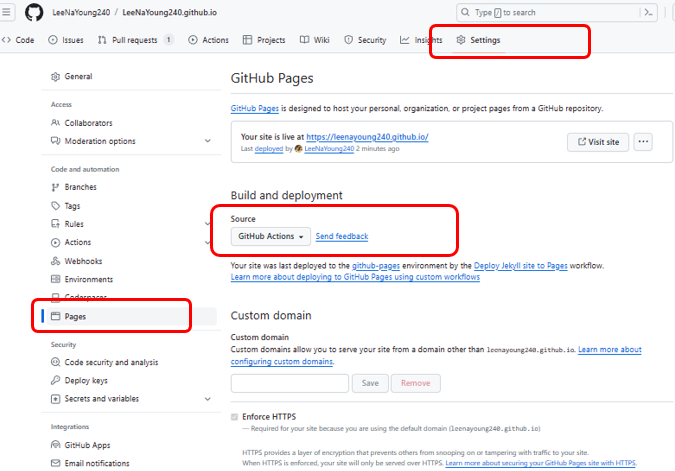 LeeNaYoung240 / LeeNaYoung240.github.io
Type / to search
Code
Issues
Pull requests 1
Actions
Projects
Wiki
Security
Insights
Settings
General
Access
Collaborators
Moderation options
Code and automation
Branches
Tags
Rules
Actions
Webhooks
Environments
Codespaces
Pages
Security
Code security and analysis
Deploy keys
Secrets and variables
Integrations
GitHub Apps
Email notifications
GitHub Pages
GitHub Pages is designed to host your personal, organization, or project pages from a GitHub repository.
Your site is live at https://leenayoung240.github.io/
Last deployed by LeeNaYoung240 2 minutes ago
Visit site
Build and deployment
Source
GitHub Actions
Send feedback
Your site was last deployed to the github-pages environment by the Deploy Jekyll site to Pages workflow.
Learn more about deploying to GitHub Pages using custom workflows
Custom domain
Custom domain
Custom domains allow you to serve your site from a domain other than leenayoung240.github.io. Learn more about
configuring custom domains.
Save
Remove
Enforce HTTPS
— Required for your site because you are using the default domain (leenayoung240.github.io)
HTTPS provides a layer of encryption that prevents others from snooping on or tampering with traffic to your site.
When HTTPS is enforced, your site will only be served over HTTPS. Learn more about securing your GitHub Pages site with HTTPS.